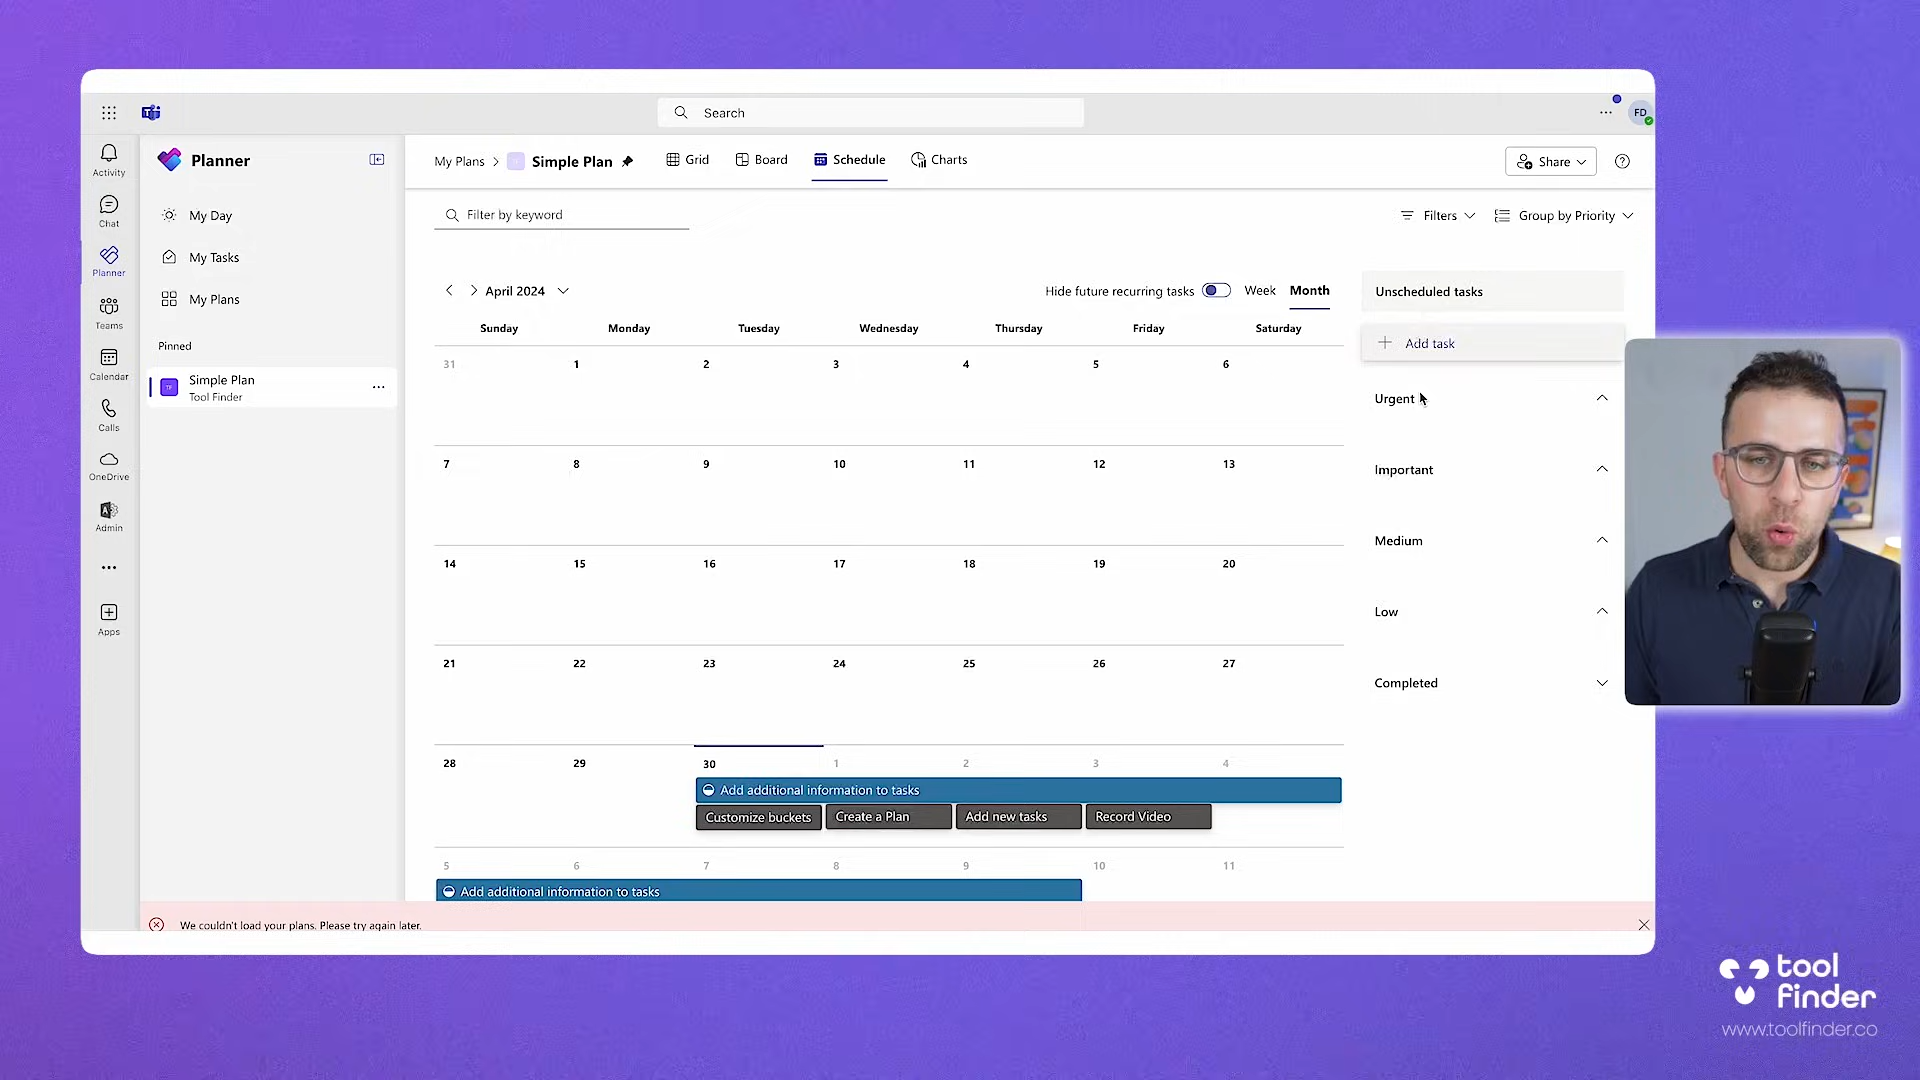 Search
FD
Activity
Chat
Planner
Teams
Calendar
Calls
OneDrive
Admin
Apps
Planner
My Day
My Tasks
My Plans
Pinned
Simple Plan
Tool Finder
My Plans > Simple Plan
Grid Board Schedule Charts
Share
Filter by keyword
Filters Group by Priority
April 2024
Hide future recurring tasks Week Month
Sunday Monday Tuesday Wednesday Thursday Friday Saturday
31 1 2 3 4 5 6
7 8 9 10 11 12 13
14 15 16 17 18 19 20
21 22 23 24 25 26 27
28 29 30 1 2 3 4
Add additional information to tasks
Customize buckets Create a Plan Add new tasks Record Video
5 6 7 8 9 10 11
Add additional information to tasks
Unscheduled tasks
+ Add task
Urgent
Important
Medium
Low
Completed
We couldn't load your plans. Please try again later.
tool
finder
www.toolfinder.co